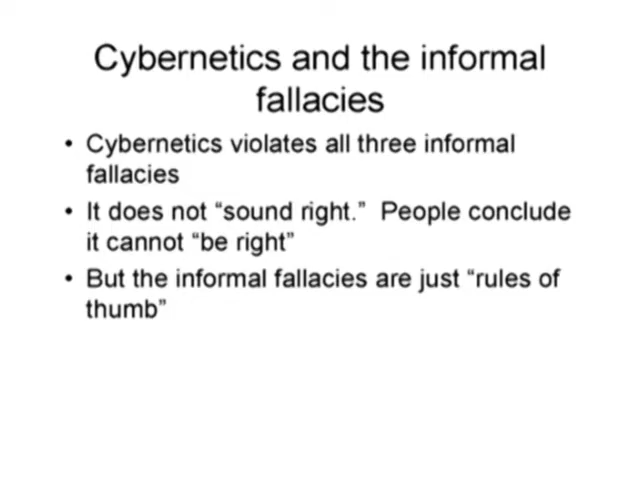 Cybernetics and the informal
fallacies
• Cybernetics violates all three informal
fallacies
• It does not “sound right.” People conclude
it cannot “be right”
• But the informal fallacies are just “rules of
thumb”